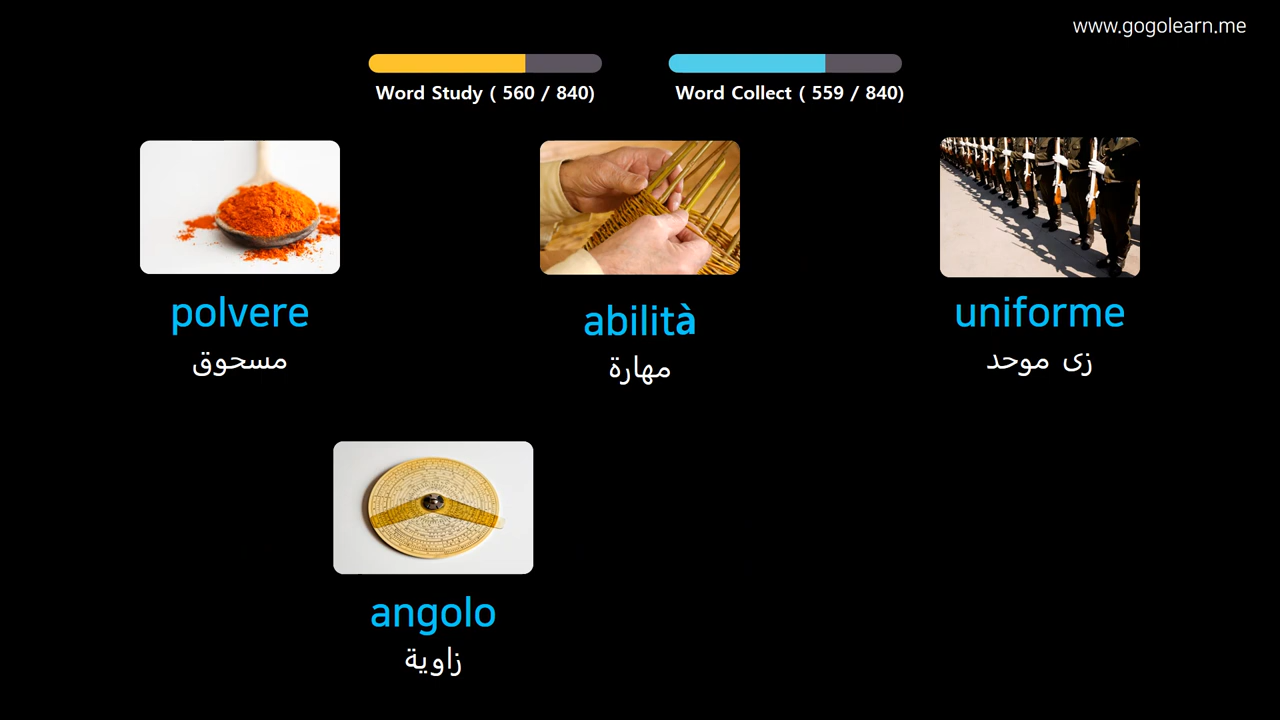 www.gogolearn.me
Word Study ( 560 / 840)
Word Collect ( 559 / 840)
polvere
مسحوق
abilità
مهارة
uniforme
زى موحد
angolo
زاوية